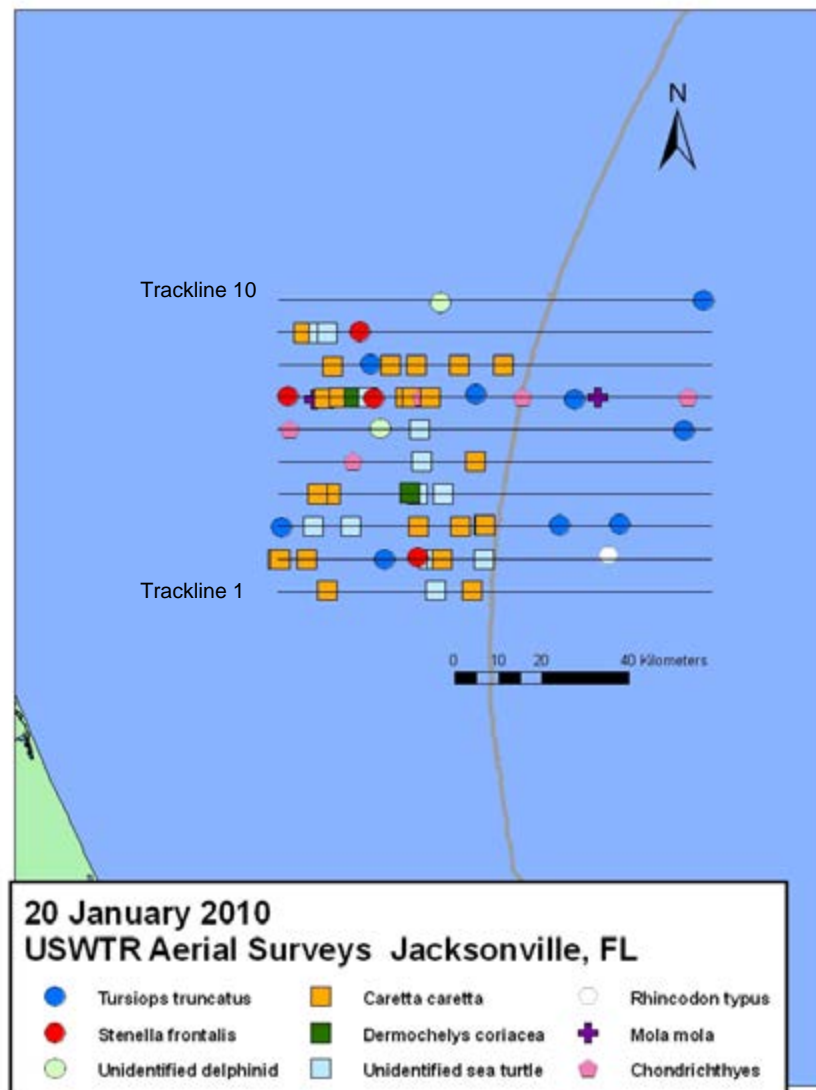 N
Trackline 10
Trackline 1
0 10 20 40 Kilometers
20 January 2010
USWTR Aerial Surveys Jacksonville, FL
Tursiops truncatus Caretta caretta Rhincodon typus
Stenella frontalis Dermochelys coriacea Mola mola
Unidentified delphinid Unidentified sea turtle Chondrichthyes